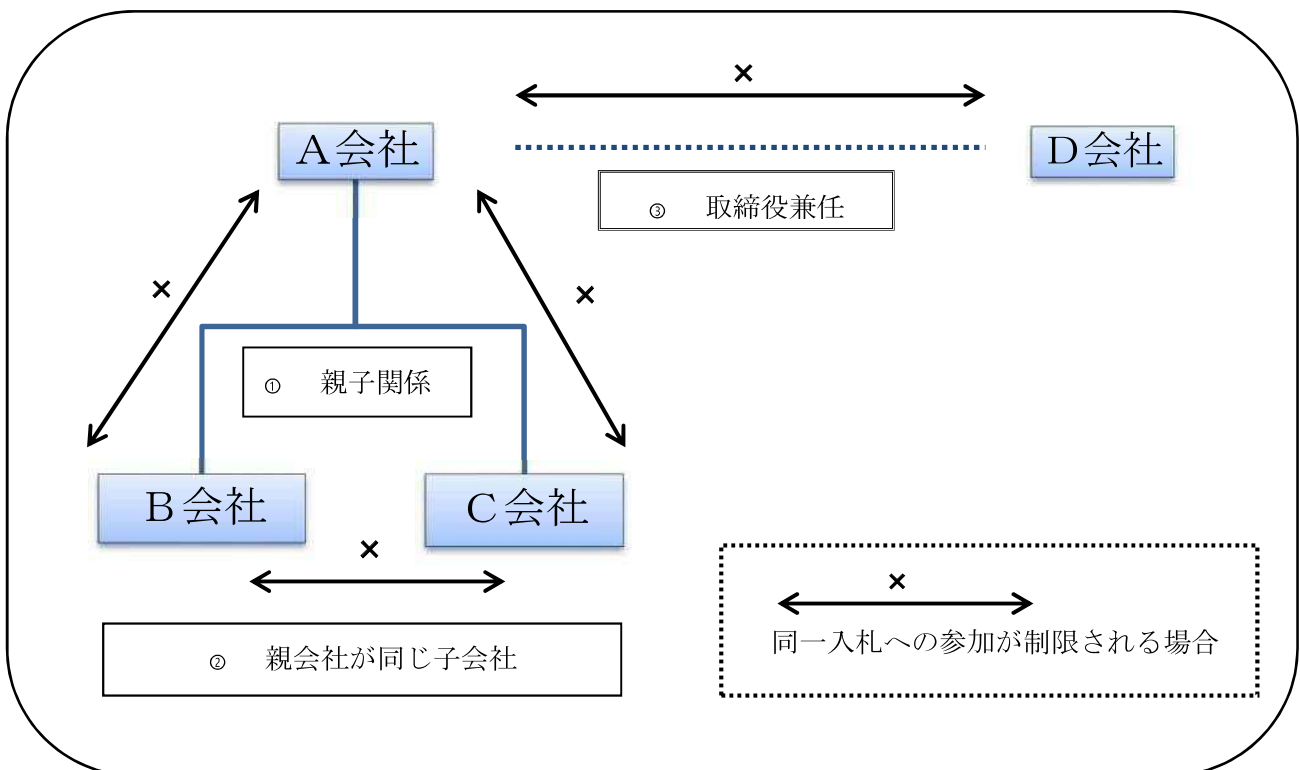 ×
A会社
D会社
③ 取締役兼任
×
×
① 親子関係
B会社
C会社
×
② 親会社が同じ子会社
×
同一入札への参加が制限される場合